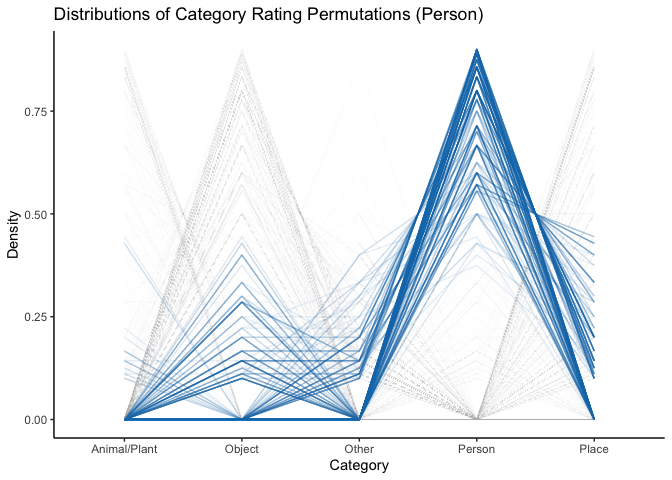 Distributions of Category Rating Permutations (Person)
0.75
0.50
0.25
0.00
Density
Animal/Plant Object Other Person Place
Category